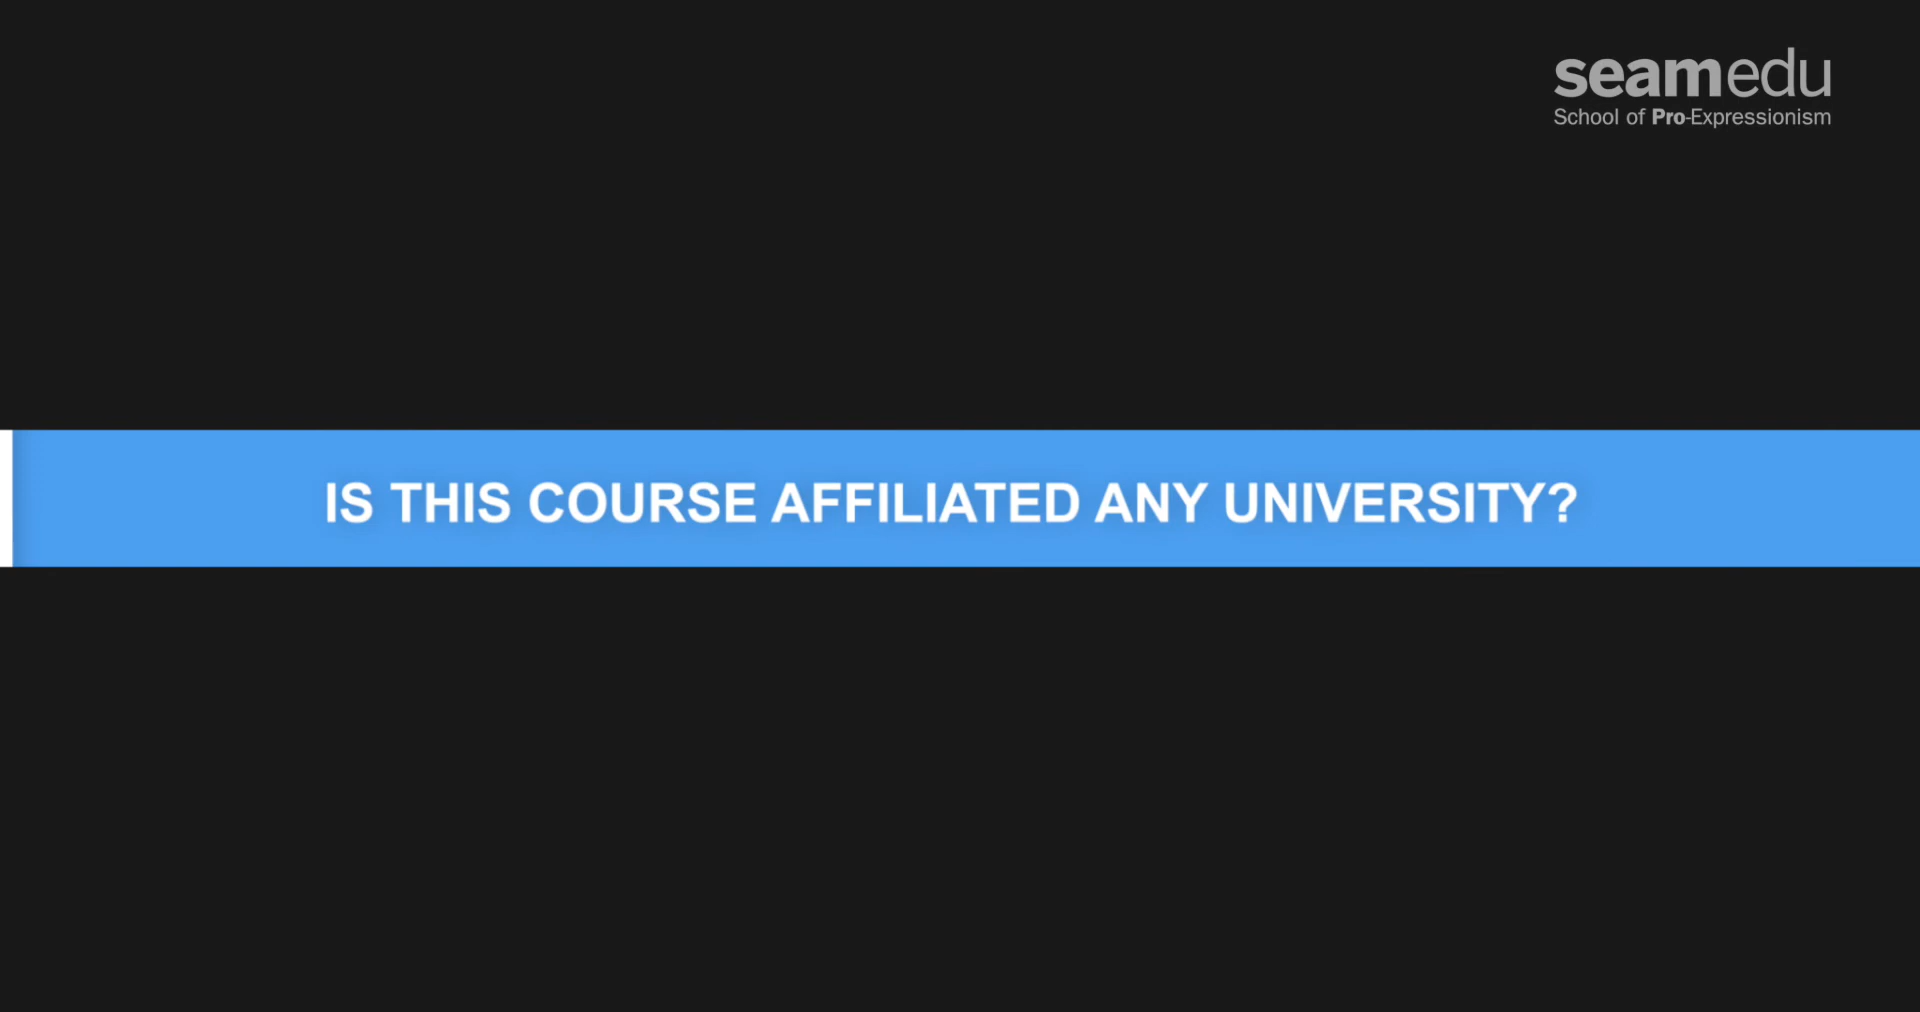 seamedu
School of Pro-Expressionism
IS THIS COURSE AFFILIATED ANY UNIVERSITY?